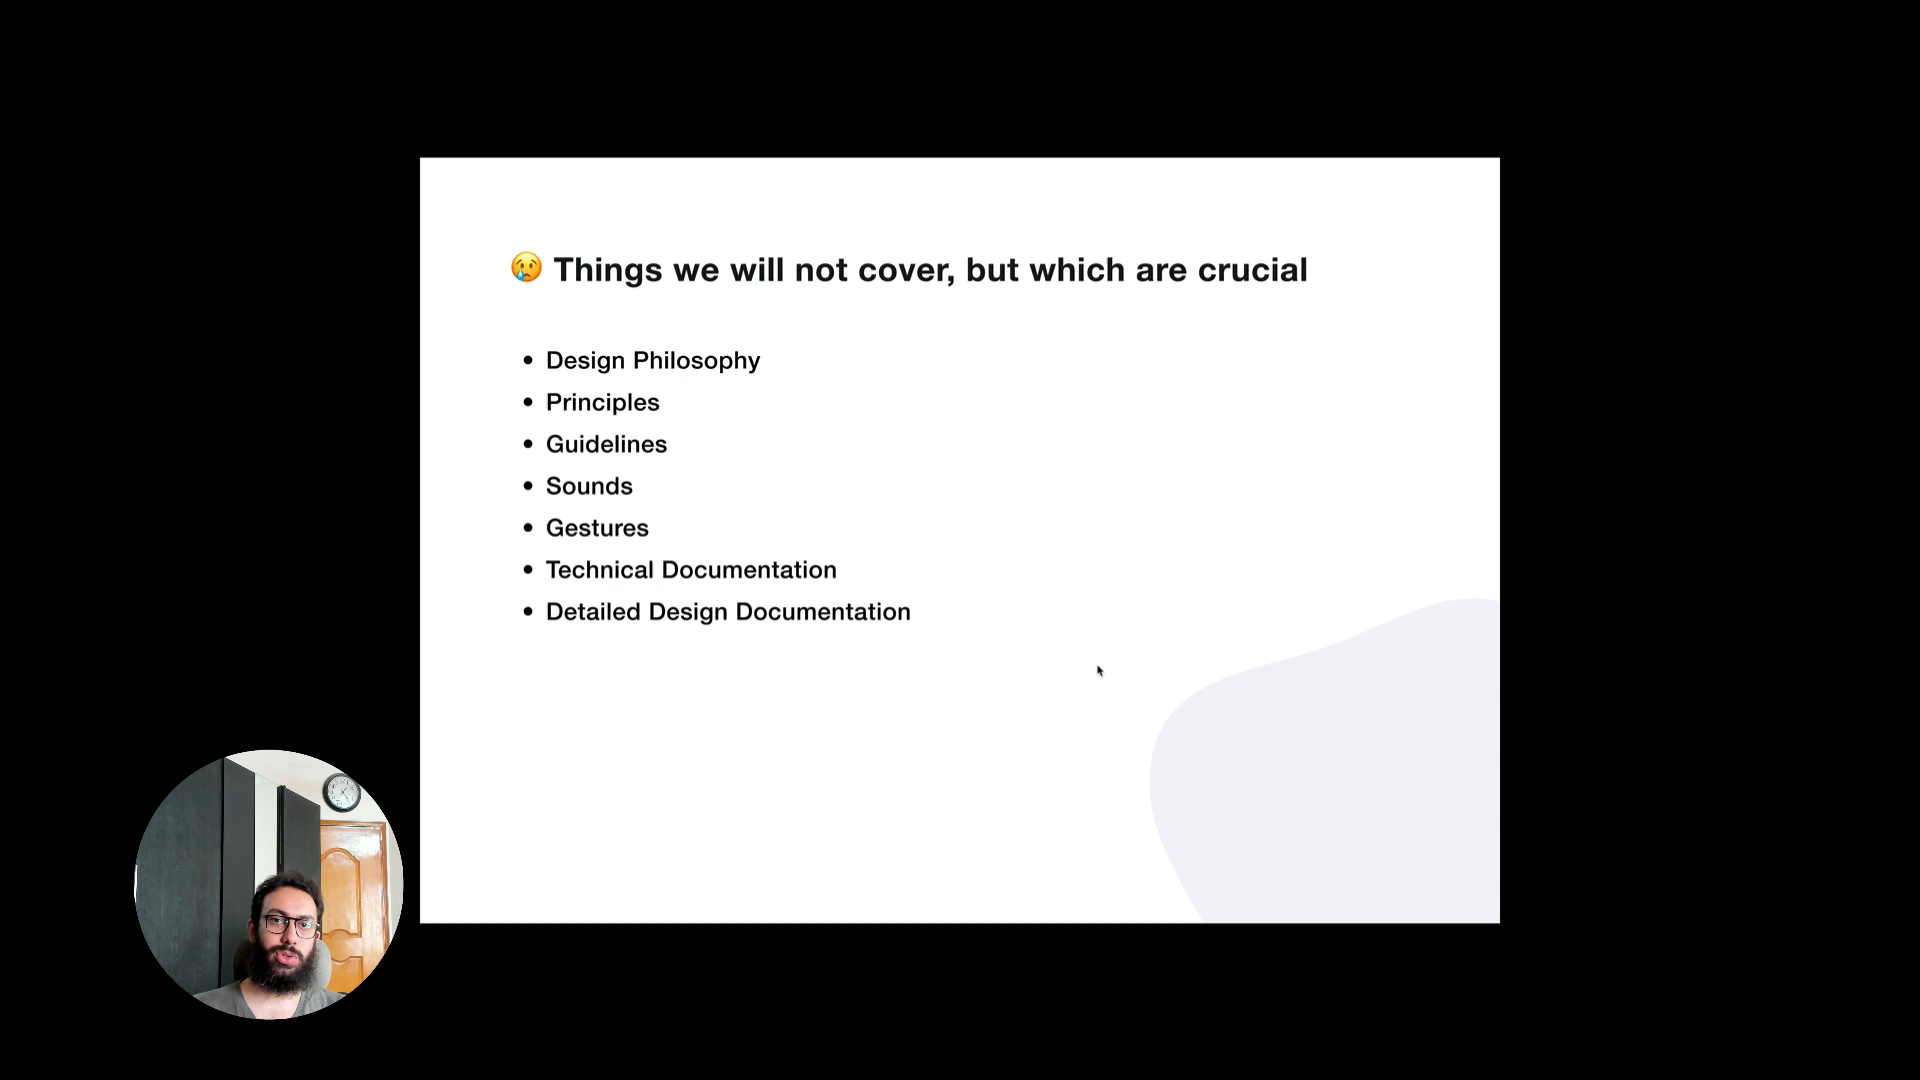 😢 Things we will not cover, but which are crucial
• Design Philosophy
• Principles
• Guidelines
• Sounds
• Gestures
• Technical Documentation
• Detailed Design Documentation